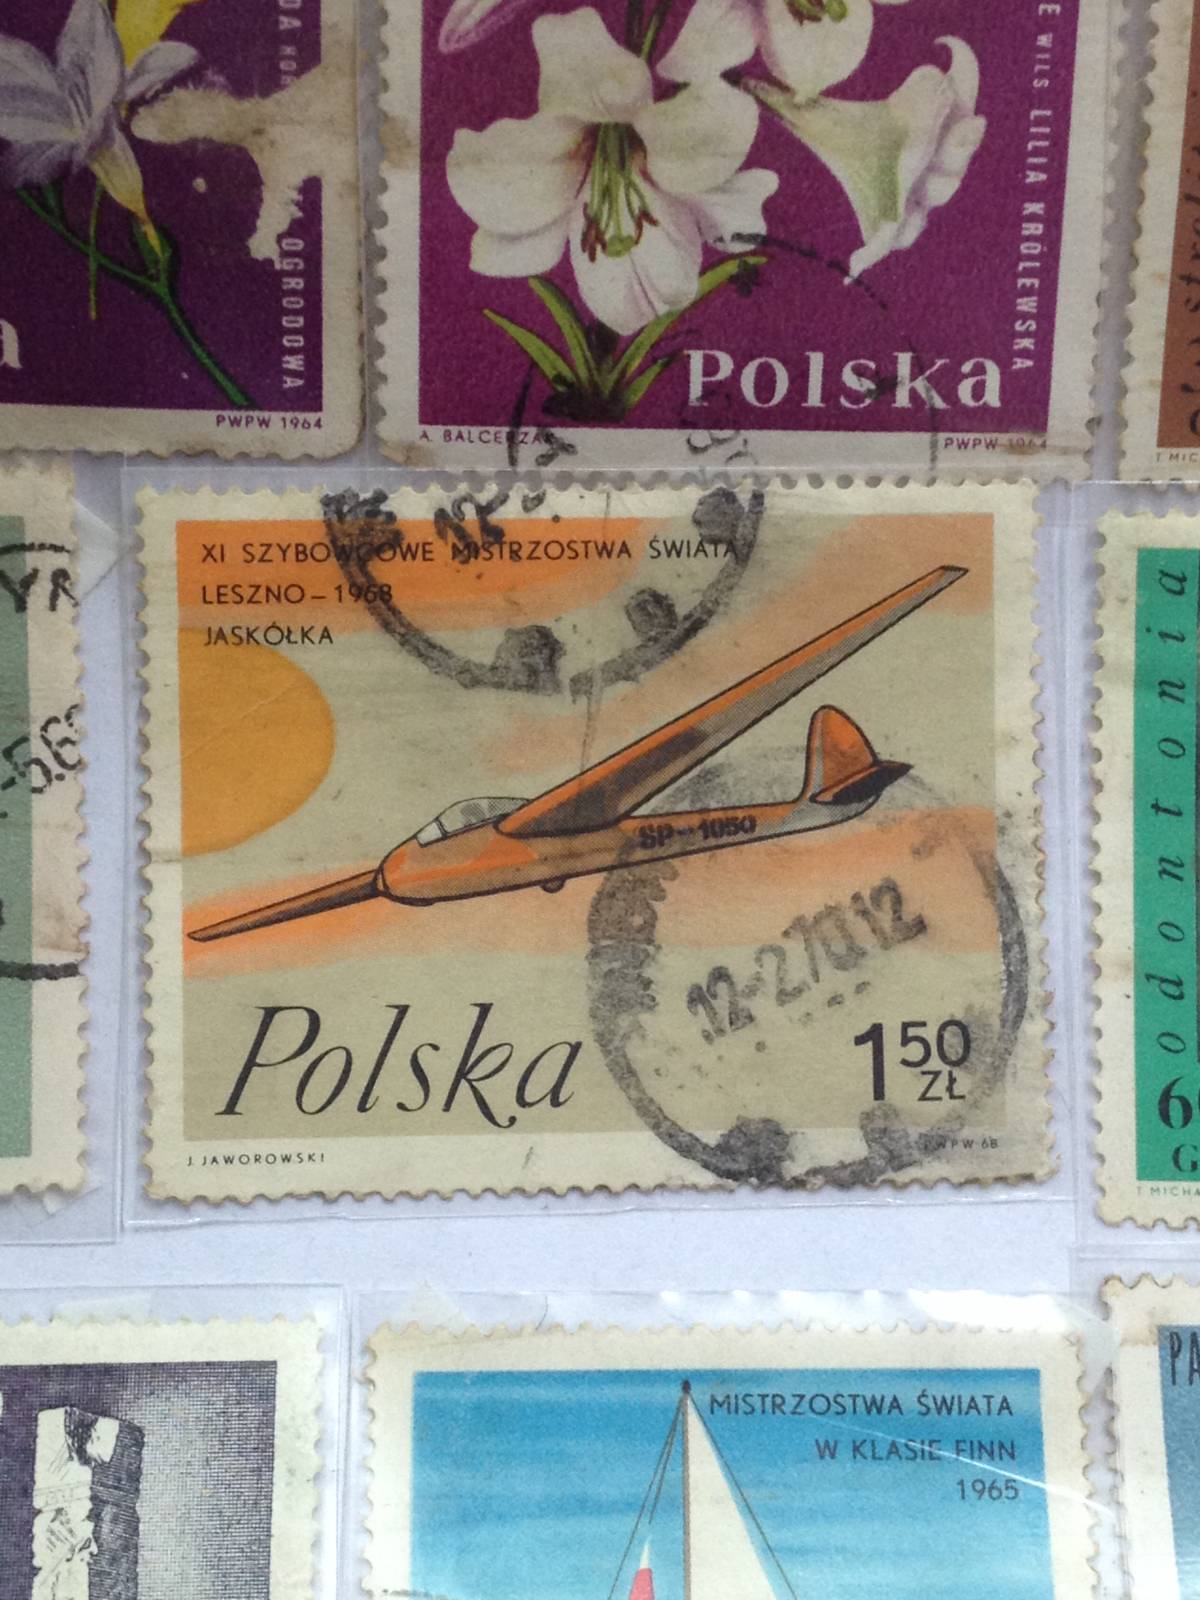 OGRODOWA
PWPW 1964
E WILS LILIA KRÓLEWSKA
Polska
A. BALCERZAK
PWPW 1964
XI SZYBOWCOWE MISTRZOSTWA ŚWIATA
LESZNO – 1968
JASKÓŁKA
SP-1050
12-2.70 12
Polska
1 50
ZŁ
J. JAWOROWSKI
PWPW 68
odontonia
MISTRZOSTWA ŚWIATA
W KLASIE FINN
1965